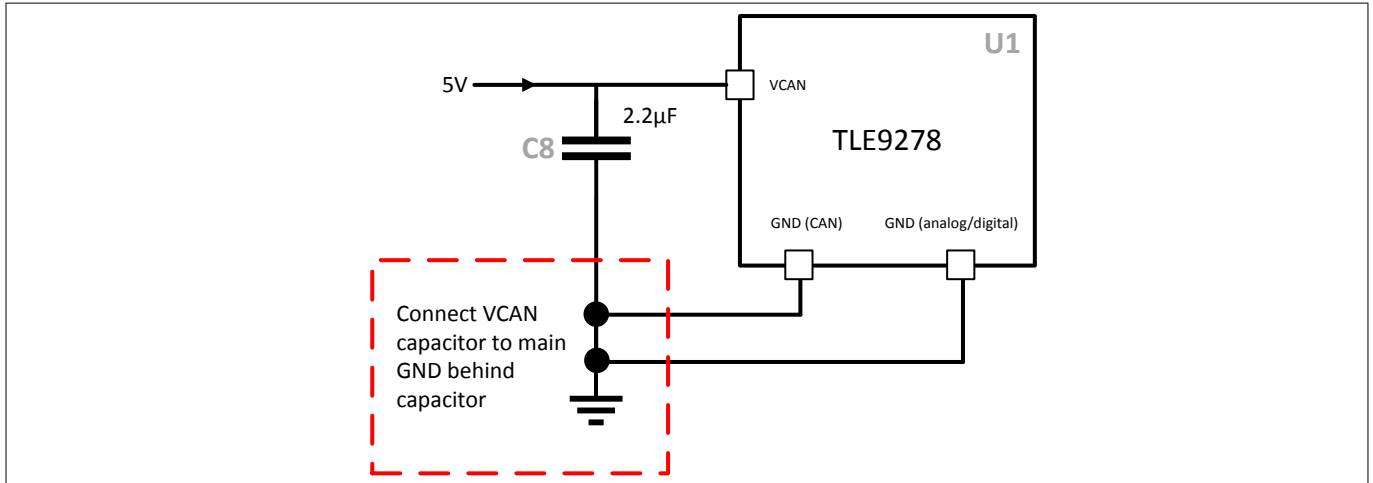 U1
5V
VCAN
2.2µF
C8
TLE9278
GND (CAN)
GND (analog/digital)
Connect VCAN
capacitor to main
GND behind
capacitor